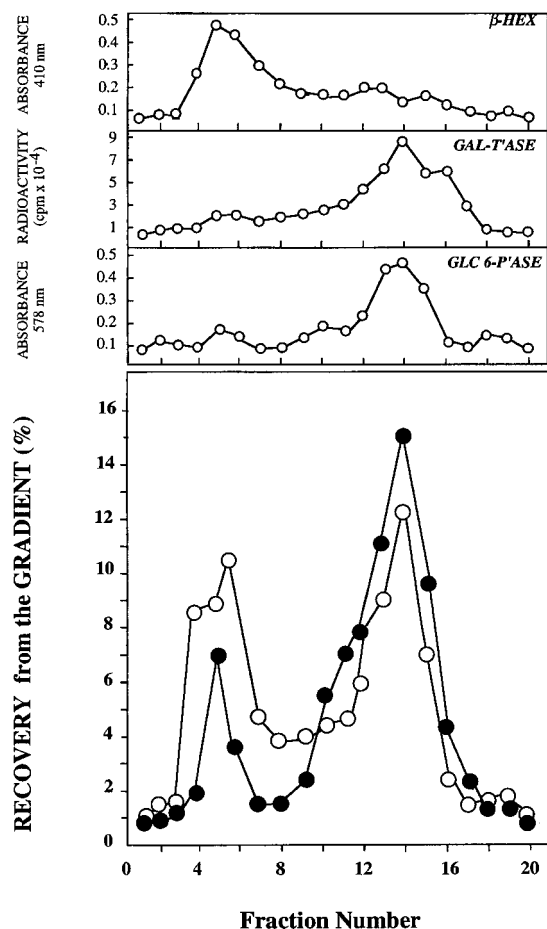 β-HEX
ABSORBANCE
410 nm
0.5
0.4
0.3
0.2
0.1
GAL-T'ASE
RADIOACTIVITY
(cpm x 10-4)
9
7
5
3
1
GLC 6-P'ASE
ABSORBANCE
578 nm
0.5
0.4
0.3
0.2
0.1
RECOVERY from the GRADIENT (%)
16
14
12
10
8
6
4
2
0
0 4 8 12 16 20
Fraction Number